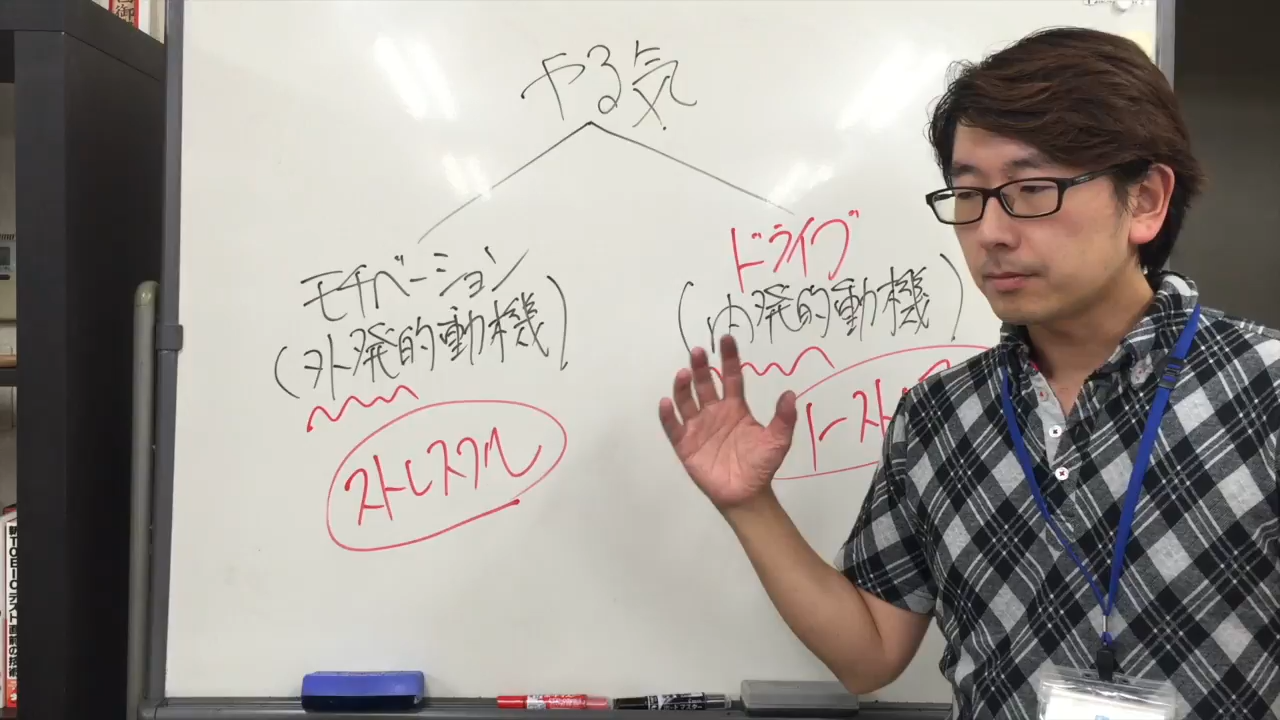 やる気
モチベーション
(外発的動機)
ストレスフル
ドライブ
(内発的動機)